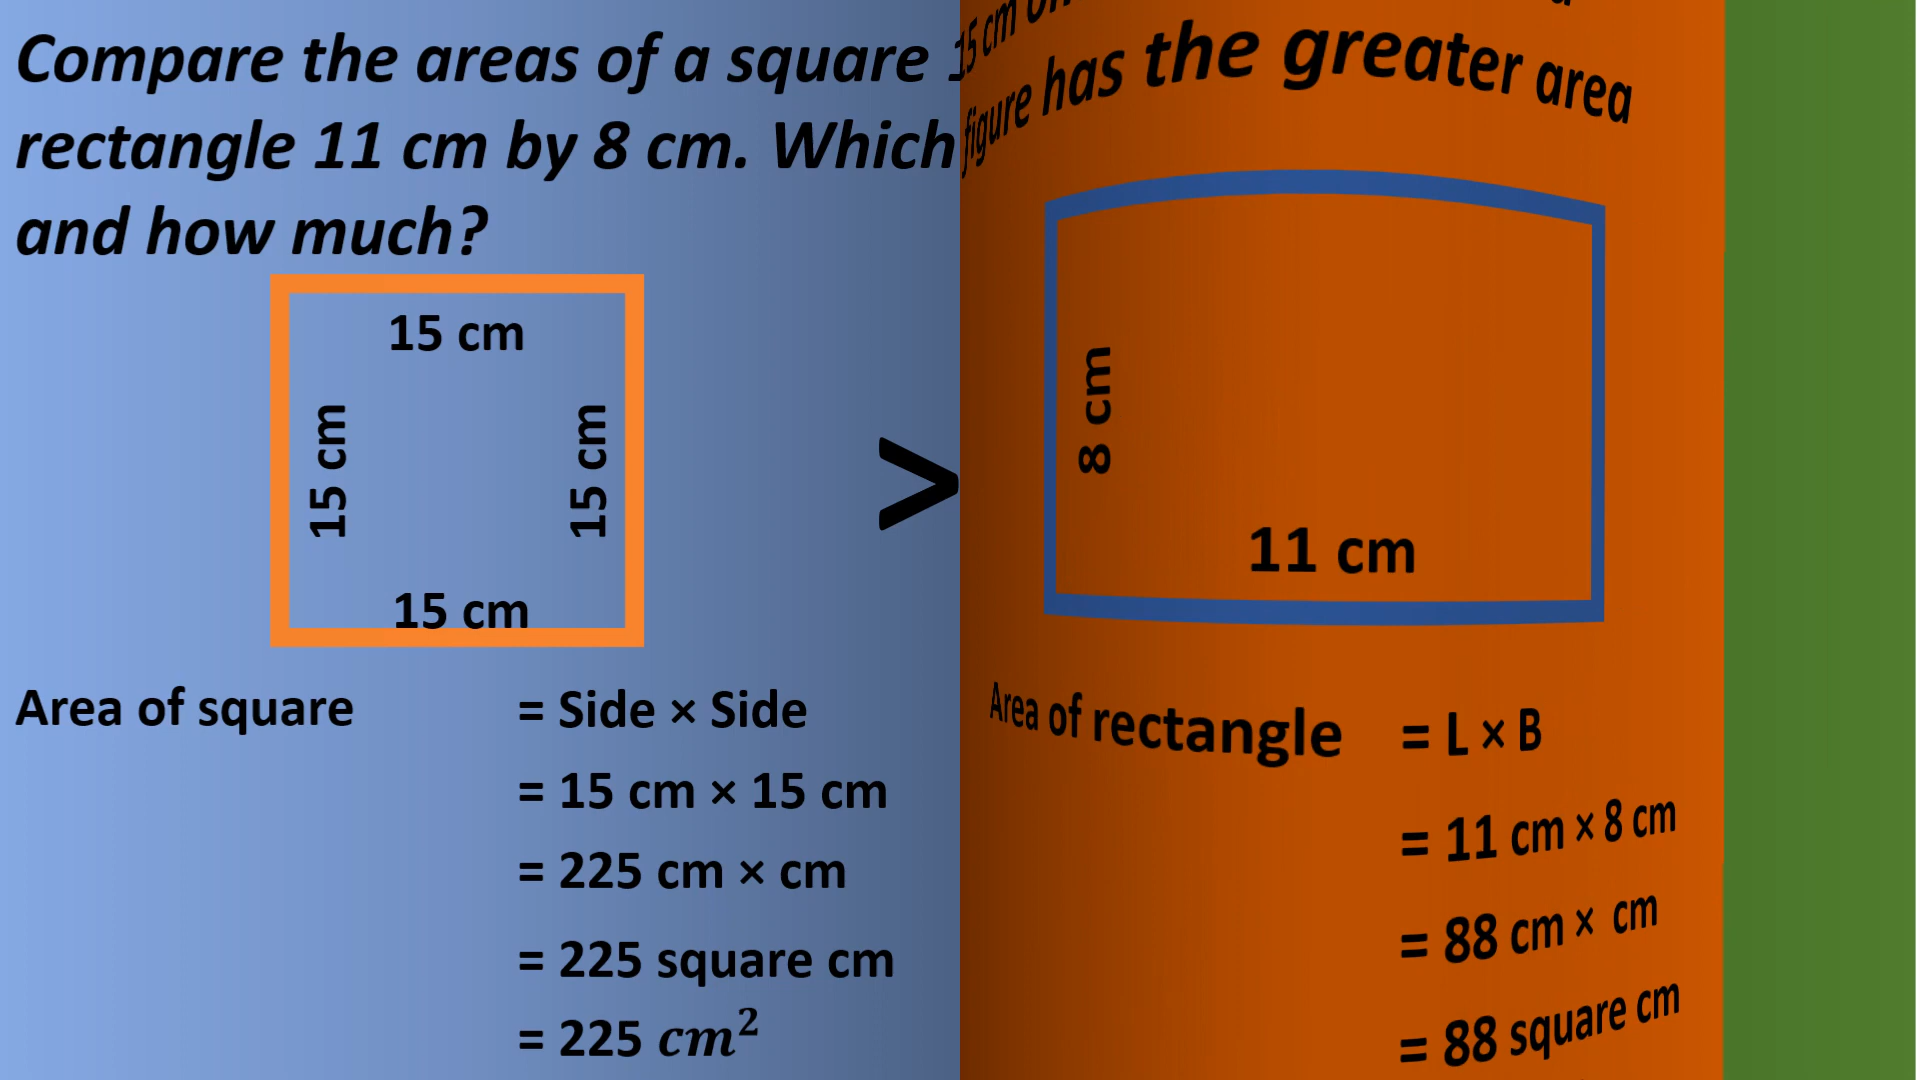 Compare the areas of a square 15 cm on
rectangle 11 cm by 8 cm. Which figure has the greater area
and how much?
15 cm
15 cm
15 cm
15 cm
>
8 cm
11 cm
Area of square = Side × Side
= 15 cm × 15 cm
= 225 cm × cm
= 225 square cm
= 225 cm²
Area of rectangle = L × B
= 11 cm × 8 cm
= 88 cm × cm
= 88 square cm